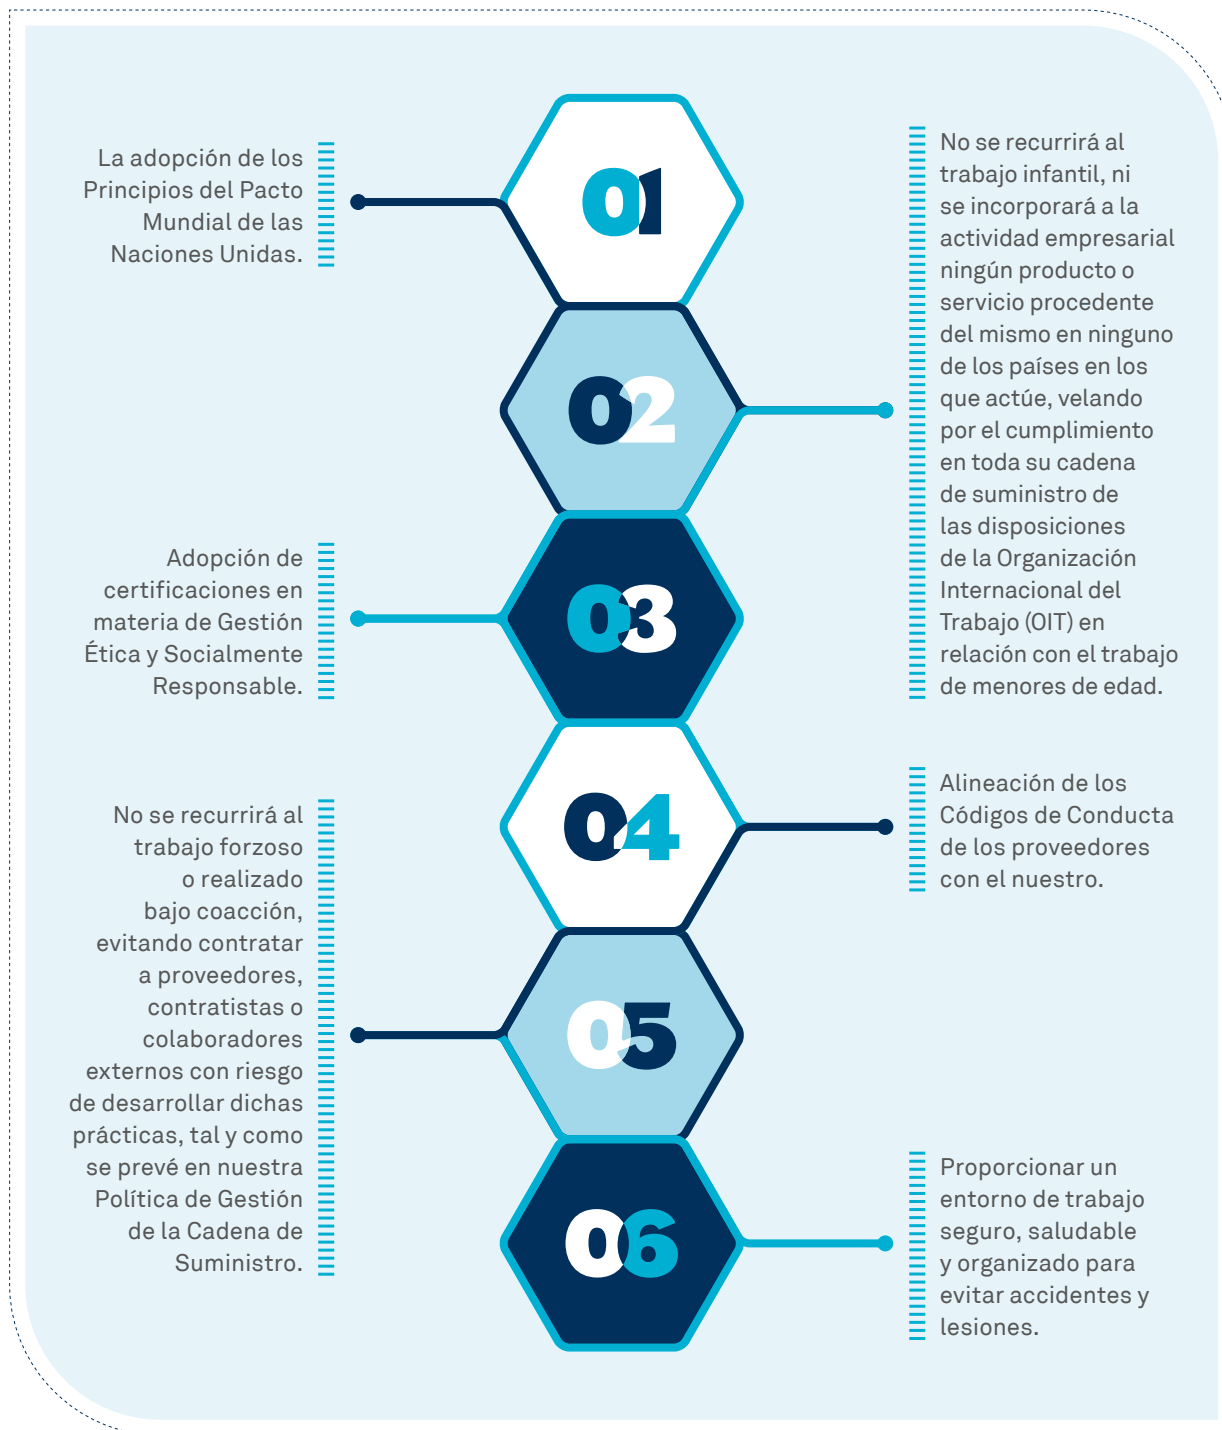 01
La adopción de los
Principios del Pacto
Mundial de las
Naciones Unidas.
02
No se recurrirá al
trabajo infantil, ni
se incorporará a la
actividad empresarial
ningún producto o
servicio procedente
del mismo en ninguno
de los países en los
que actúe, velando
por el cumplimiento
en toda su cadena
de suministro de
las disposiciones
de la Organización
Internacional del
Trabajo (OIT) en
relación con el trabajo
de menores de edad.
03
Adopción de
certificaciones en
materia de Gestión
Ética y Socialmente
Responsable.
04
Alineación de los
Códigos de Conducta
de los proveedores
con el nuestro.
05
No se recurrirá al
trabajo forzoso
o realizado
bajo coacción,
evitando contratar
a proveedores,
contratistas o
colaboradores
externos con riesgo
de desarrollar dichas
prácticas, tal y como
se prevé en nuestra
Política de Gestión
de la Cadena de
Suministro.
06
Proporcionar un
entorno de trabajo
seguro, saludable
y organizado para
evitar accidentes y
lesiones.